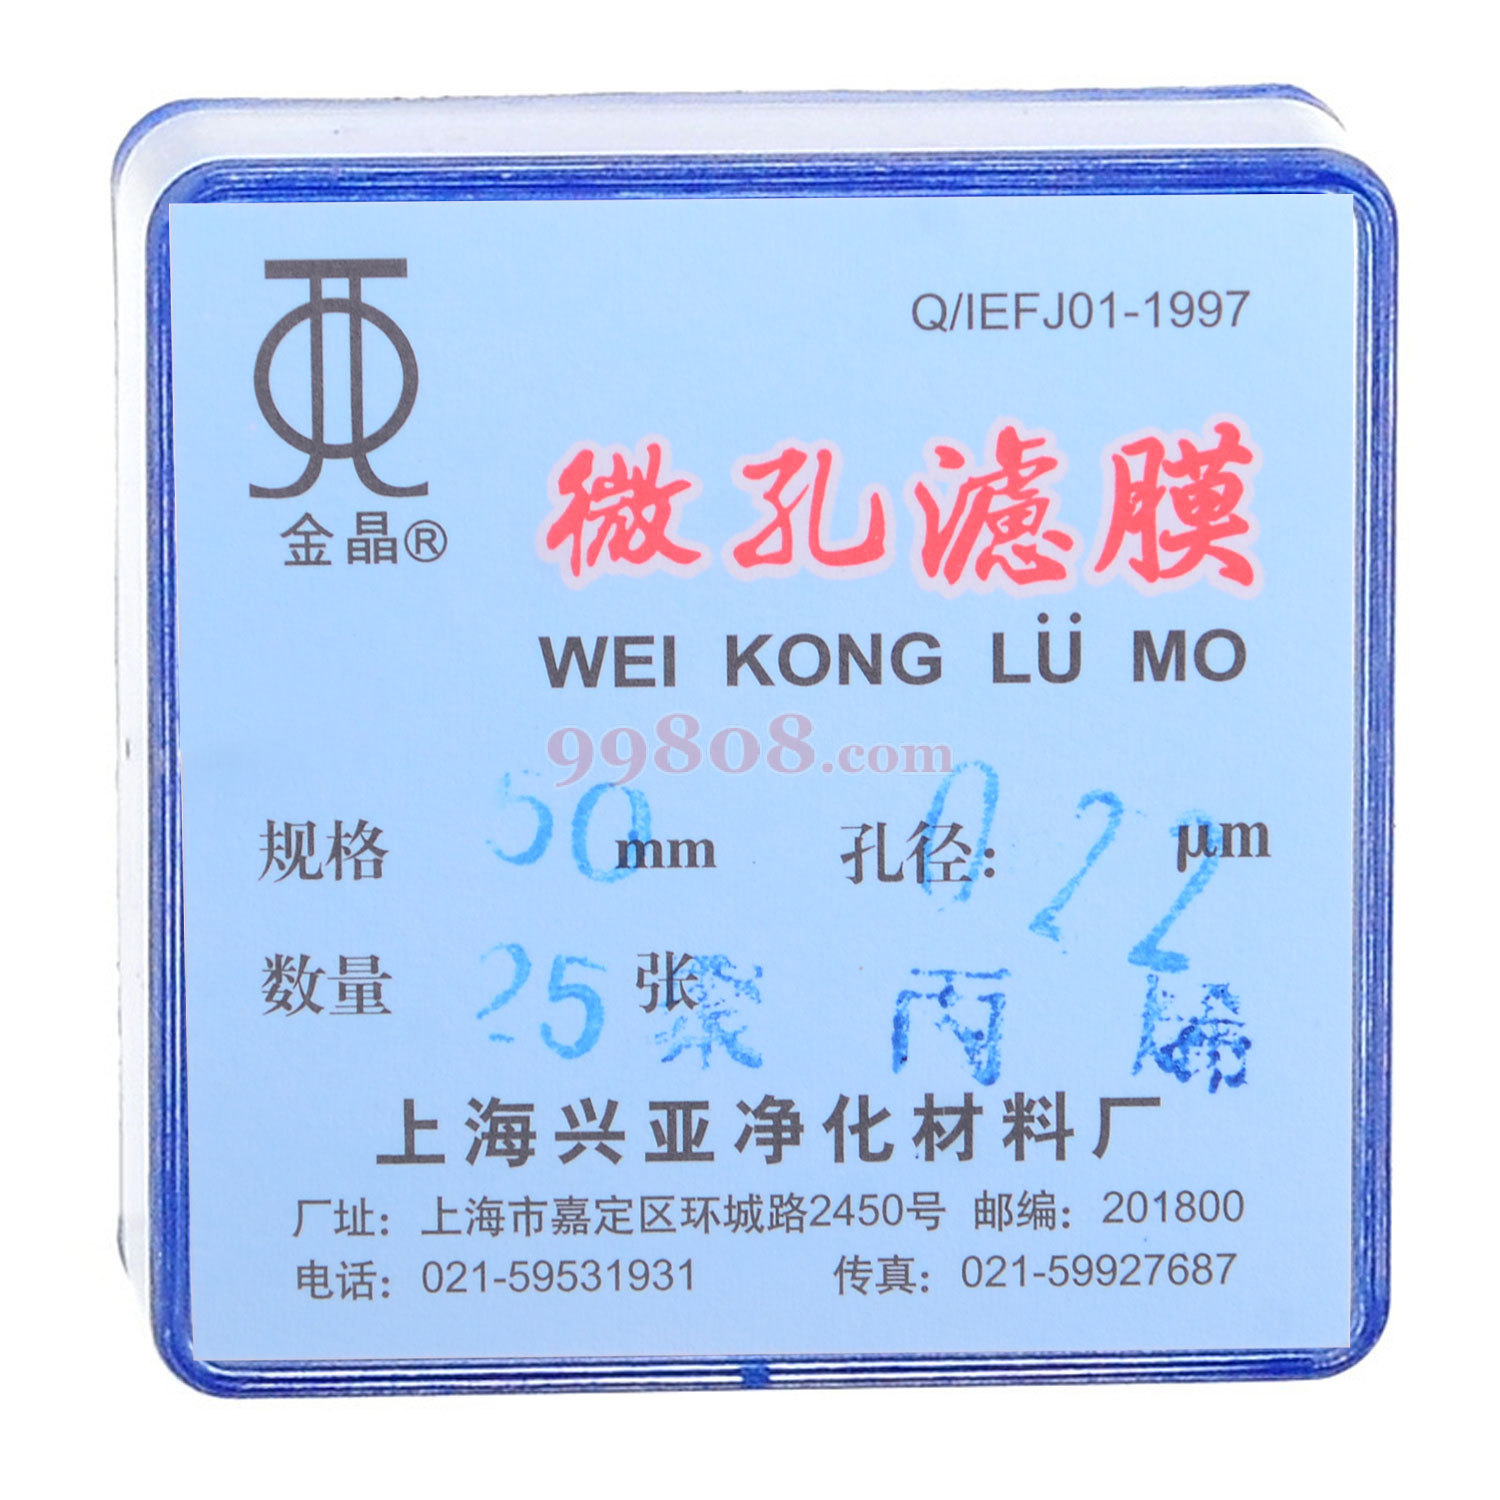 Q/IEFJ01-1997
金晶®
微孔滤膜
WEI KONG LÜ MO
99808.com
规格 50mm 孔径: 0.22 μm
数量 25 张 聚丙烯
上海兴亚净化材料厂
厂址: 上海市嘉定区环城路2450号 邮编: 201800
电话: 021-59531931 传真: 021-59927687